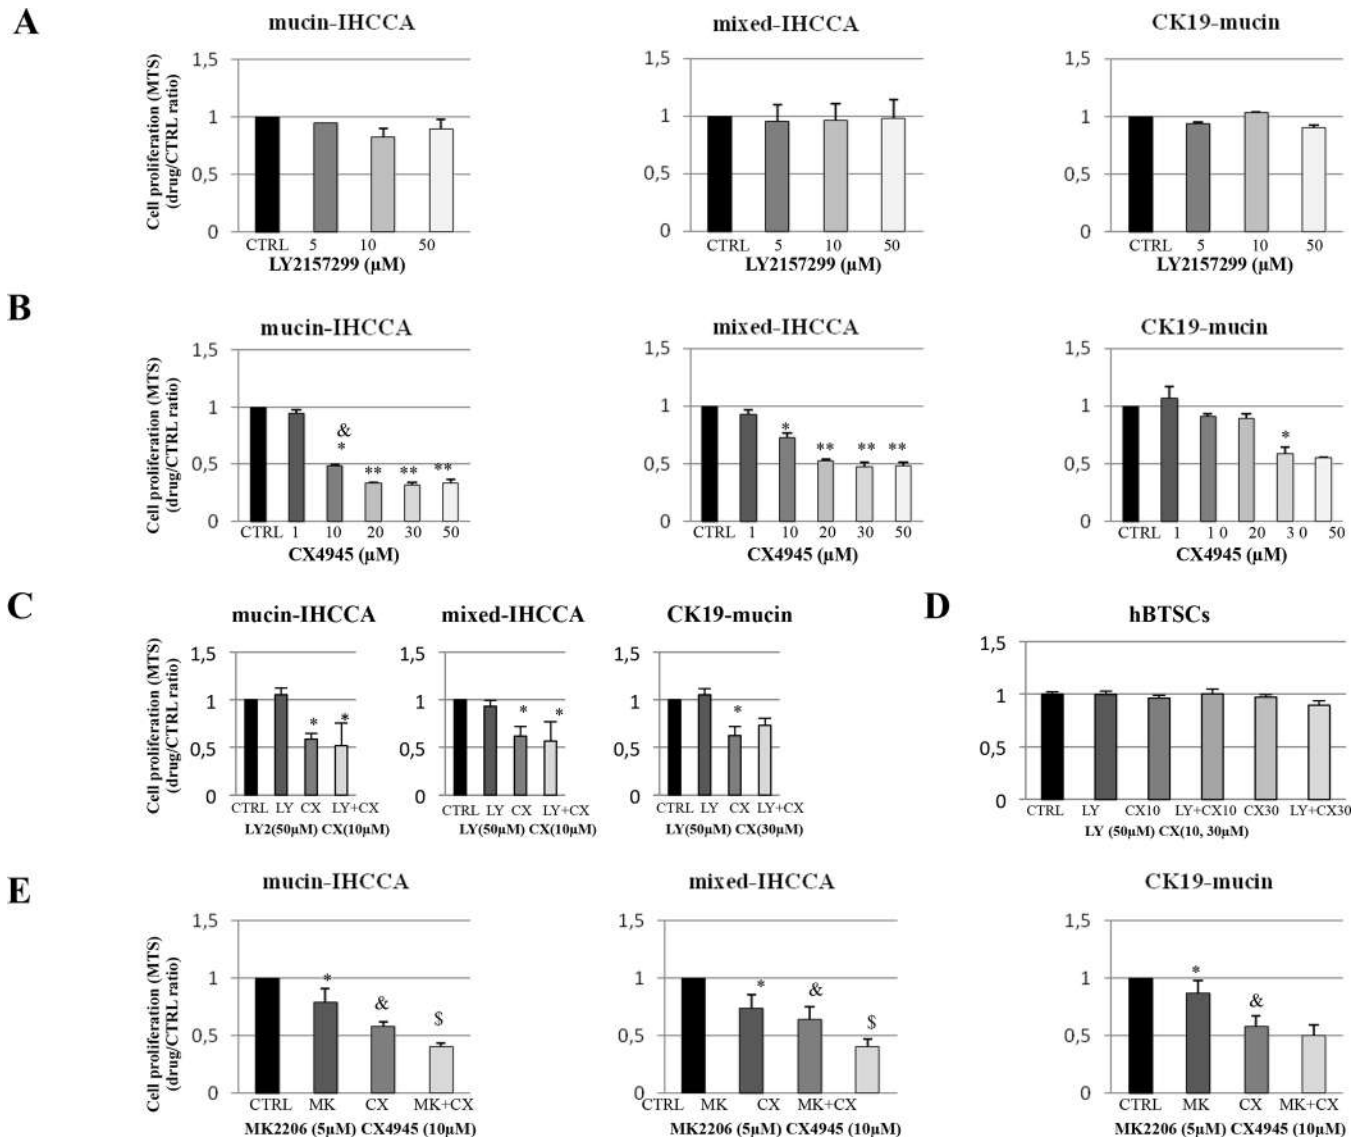 A
mucin-IHCCA
mixed-IHCCA
CK19-mucin
Cell proliferation (MTS)
(drug/CTRL ratio)
1,5
1
0,5
0
CTRL 5 10 50
LY2157299 (µM)
1,5
1
0,5
0
CTRL 5 10 50
LY2157299 (µM)
1,5
1
0,5
0
CTRL 5 10 50
LY2157299 (µM)
B
mucin-IHCCA
mixed-IHCCA
CK19-mucin
Cell proliferation (MTS)
(drug/CTRL ratio)
1,5
1
0,5
0
&
* ** ** **
CTRL 1 10 20 30 50
CX4945 (µM)
1,5
1
0,5
0
* ** ** **
CTRL 1 10 20 30 50
CX4945 (µM)
1,5
1
0,5
0
*
CTRL 1 1 0 20 3 0 50
CX4945 (µM)
C
mucin-IHCCA
mixed-IHCCA
CK19-mucin
Cell proliferation (MTS)
(drug/CTRL ratio)
1,5
1
0,5
0
* *
CTRL LY CX LY+CX
LY2(50µM) CX(10µM)
1,5
1
0,5
0
* *
CTRL LY CX LY+CX
LY(50µM) CX(10µM)
1,5
1
0,5
0
*
CTRL LY CX LY+CX
LY(50µM) CX(30µM)
D
hBTSCs
1,5
1
0,5
0
CTRL LY CX10 LY+CX10 CX30 LY+CX30
LY (50µM) CX(10, 30µM)
E
mucin-IHCCA
mixed-IHCCA
CK19-mucin
Cell proliferation (MTS)
(drug/CTRL ratio)
1,5
1
0,5
0
* & $
CTRL MK CX MK+CX
MK2206 (5µM) CX4945 (10µM)
1,5
1
0,5
0
* & $
CTRL MK CX MK+CX
MK2206 (5µM) CX4945 (10µM)
1,5
1
0,5
0
* &
CTRL MK CX MK+CX
MK2206 (5µM) CX4945 (10µM)